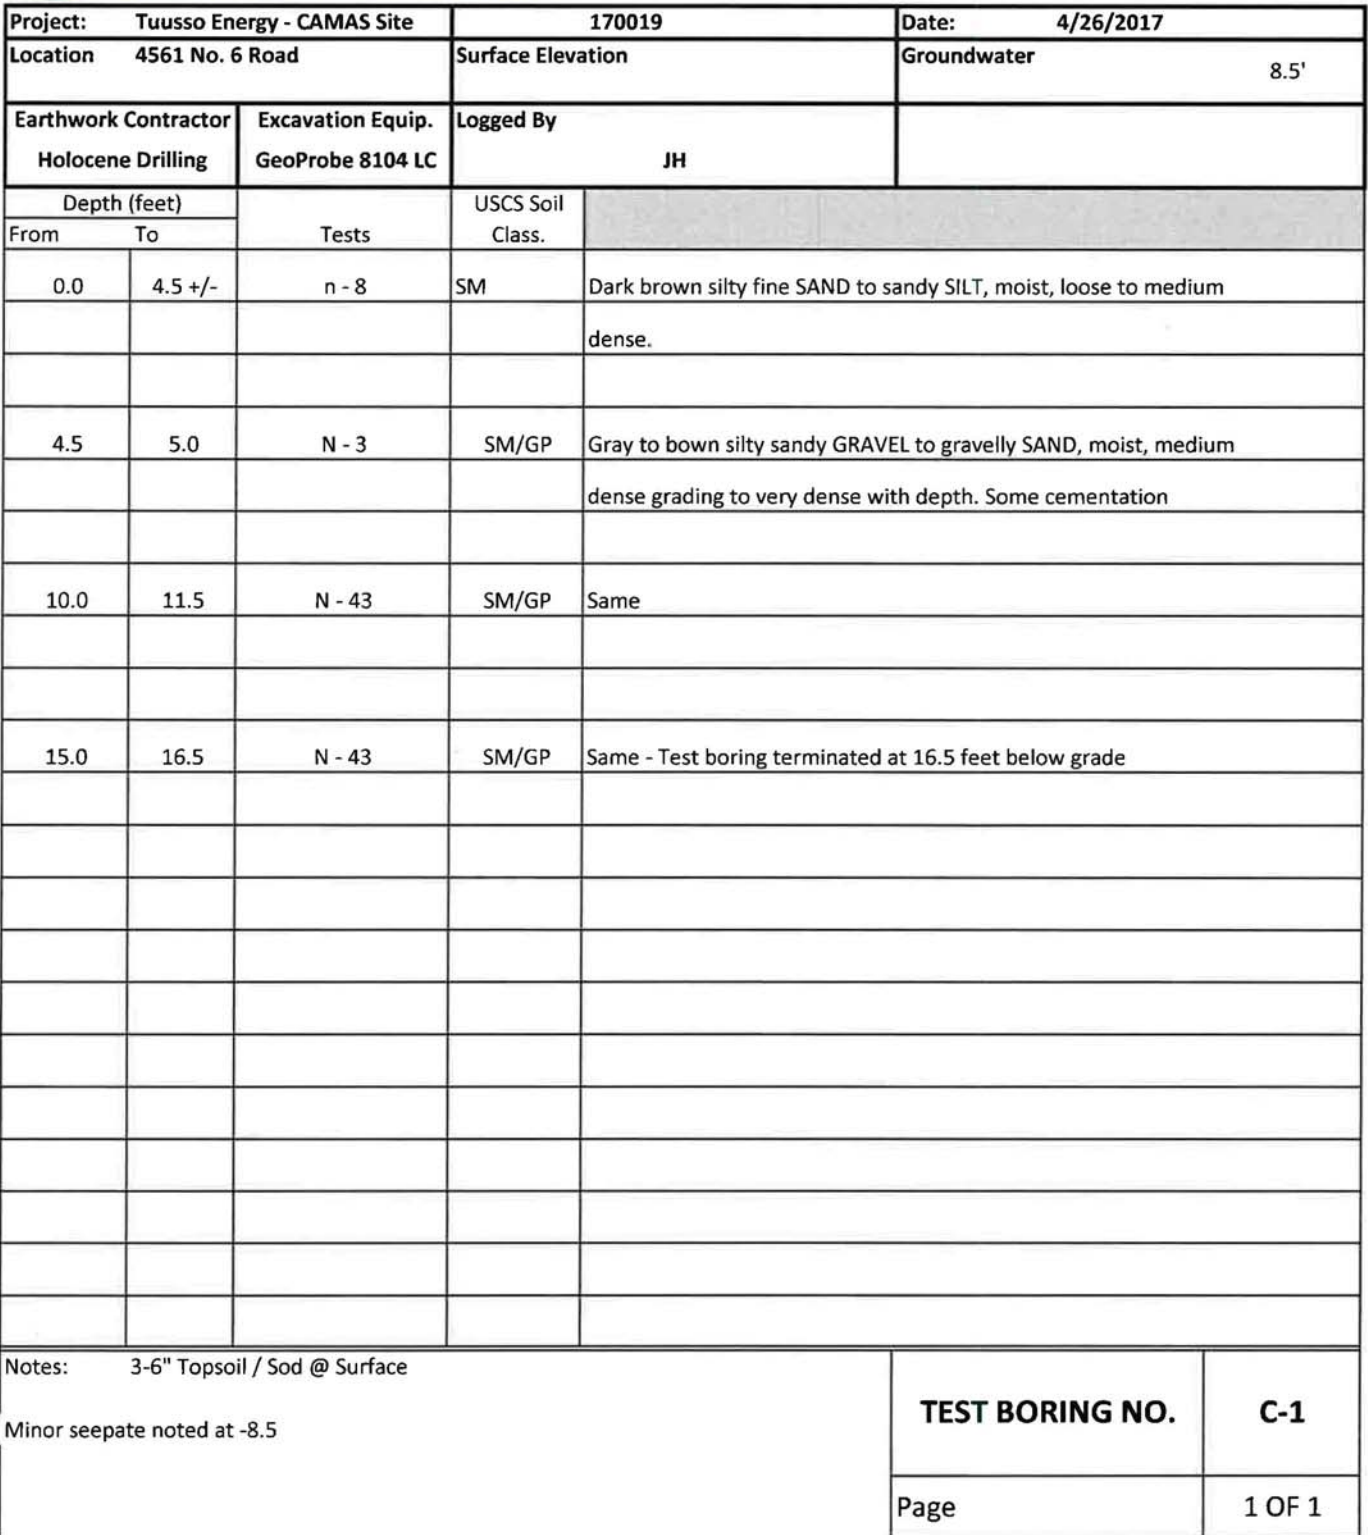 Project: Tuusso Energy - CAMAS Site 170019 Date: 4/26/2017
Location 4561 No. 6 Road Surface Elevation Groundwater 8.5'
Earthwork Contractor Excavation Equip. Logged By
Holocene Drilling GeoProbe 8104 LC JH
Depth (feet) USCS Soil
From To Tests Class.
0.0 4.5 +/- n - 8 SM Dark brown silty fine SAND to sandy SILT, moist, loose to medium
dense.
4.5 5.0 N - 3 SM/GP Gray to bown silty sandy GRAVEL to gravelly SAND, moist, medium
dense grading to very dense with depth. Some cementation
10.0 11.5 N - 43 SM/GP Same
15.0 16.5 N - 43 SM/GP Same - Test boring terminated at 16.5 feet below grade
Notes: 3-6" Topsoil / Sod @ Surface
TEST BORING NO. C-1
Minor seepate noted at -8.5
Page 1 OF 1